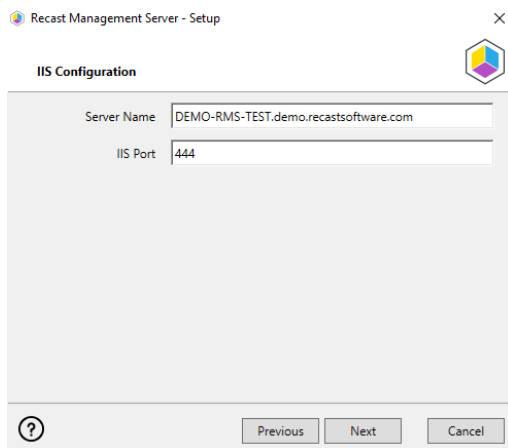 Recast Management Server - Setup
IIS Configuration
Server Name DEMO-RMS-TEST.demo.recastsoftware.com
IIS Port 444
? Previous Next Cancel